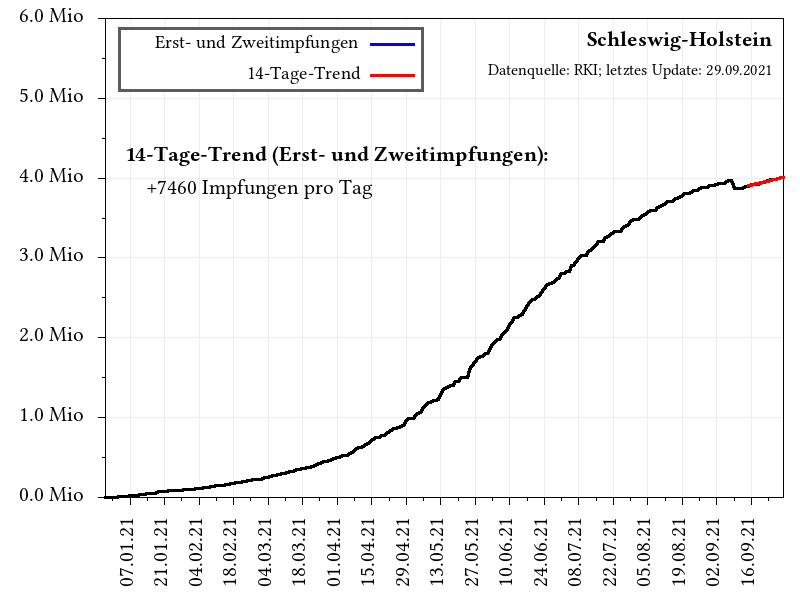 6.0 Mio
Erst- und Zweitimpfungen
Schleswig-Holstein
14-Tage-Trend
Datenquelle: RKI; letztes Update: 29.09.2021
5.0 Mio
14-Tage-Trend (Erst- und Zweitimpfungen):
4.0 Mio
+7460 Impfungen pro Tag
3.0 Mio
2.0 Mio
1.0 Mio
0.0 Mio
07.01.21
21.01.21
04.02.21
18.02.21
04.03.21
18.03.21
01.04.21
15.04.21
29.04.21
13.05.21
27.05.21
10.06.21
24.06.21
08.07.21
22.07.21
05.08.21
19.08.21
02.09.21
16.09.21